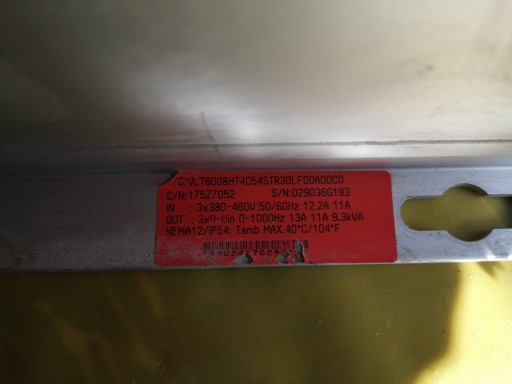 T/C:VLT6008HT4C54STR3DLF00A00C0
C/N:175Z7052 S/N:029036G193
IN : 3x380-460V 50/60Hz 12.2A 11A
OUT : 3x0-Uin 0-1000Hz 13A 11A 9.3kVA
NEMA12/IP54: Tamb MAX.40°C/104°F